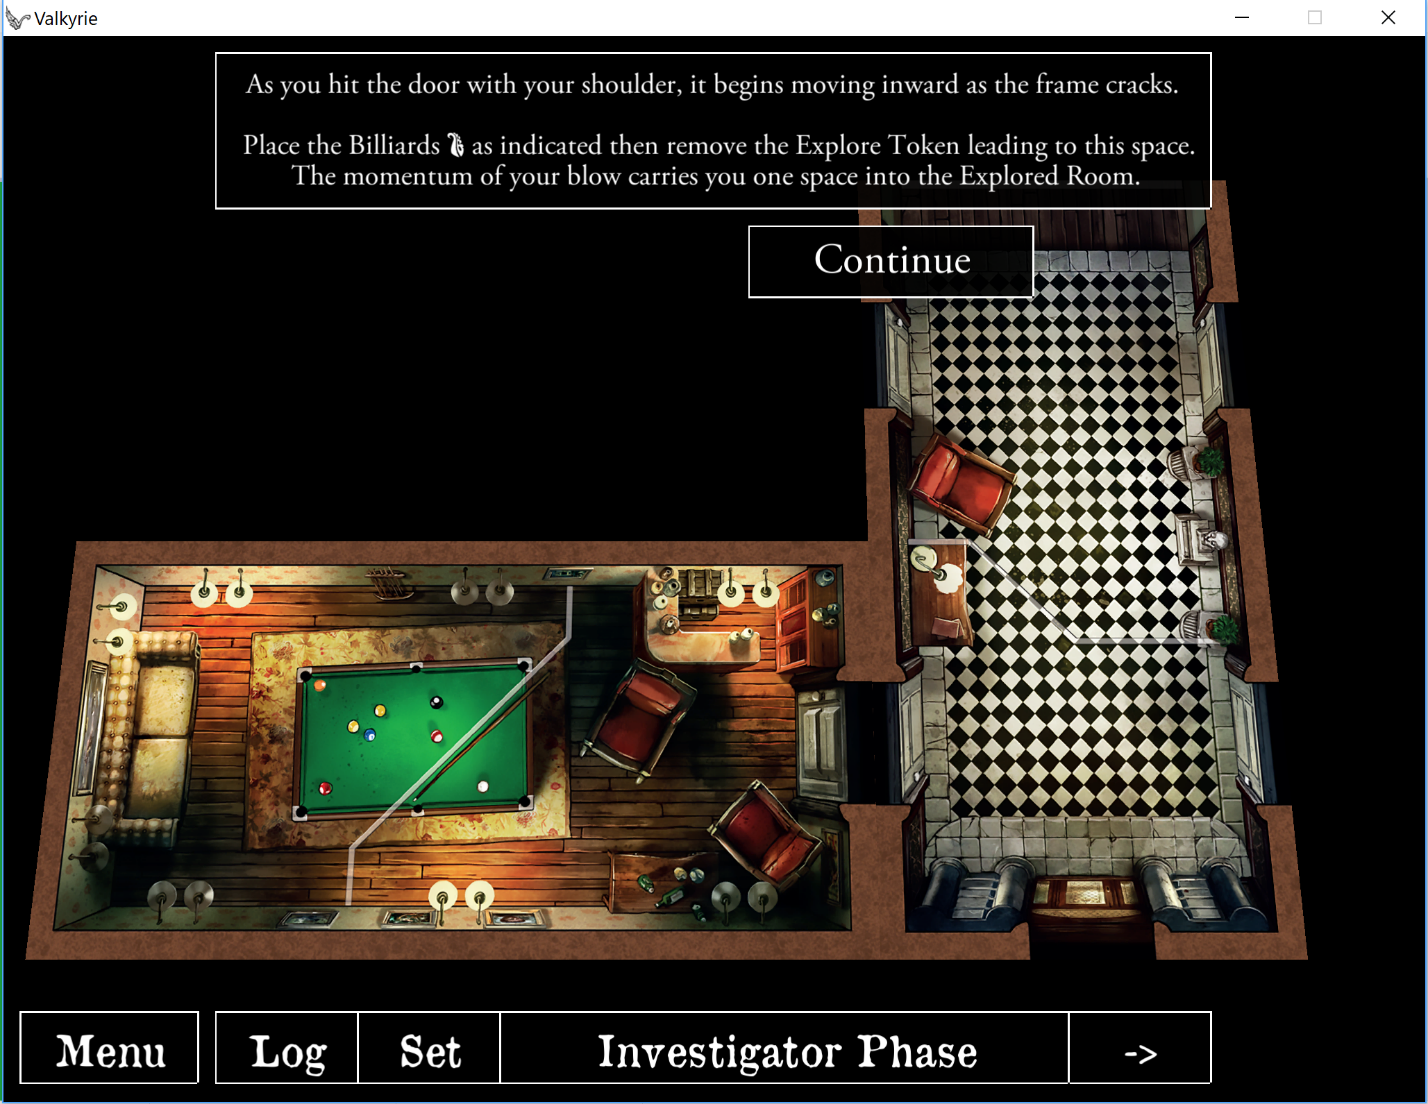 Valkyrie
As you hit the door with your shoulder, it begins moving inward as the frame cracks.
Place the Billiards as indicated then remove the Explore Token leading to this space.
The momentum of your blow carries you one space into the Explored Room.
Continue
Menu
Log
Set
Investigator Phase
->